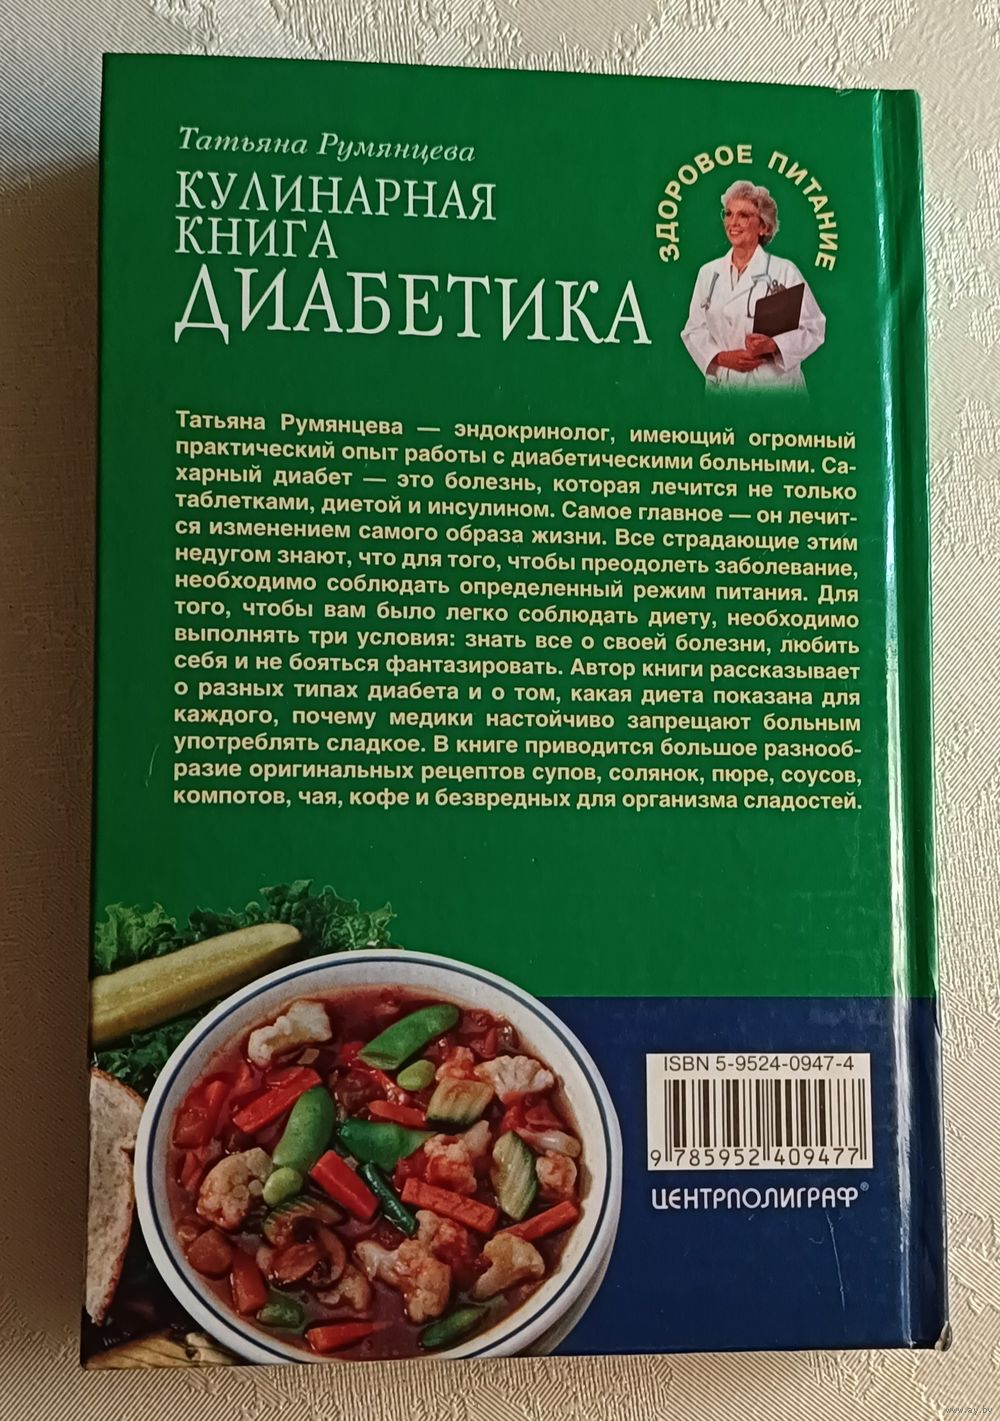 Татьяна Румянцева
КУЛИНАРНАЯ
КНИГА
ДИАБЕТИКА
ЗДОРОВОЕ ПИТАНИЕ
Татьяна Румянцева — эндокринолог, имеющий огромный
практический опыт работы с диабетическими больными. Са-
харный диабет — это болезнь, которая лечится не только
таблетками, диетой и инсулином. Самое главное — он лечит-
ся изменением самого образа жизни. Все страдающие этим
недугом знают, что для того, чтобы преодолеть заболевание,
необходимо соблюдать определенный режим питания. Для
того, чтобы вам было легко соблюдать диету, необходимо
выполнять три условия: знать все о своей болезни, любить
себя и не бояться фантазировать. Автор книги рассказывает
о разных типах диабета и о том, какая диета показана для
каждого, почему медики настойчиво запрещают больным
употреблять сладкое. В книге приводится большое разнооб-
разие оригинальных рецептов супов, солянок, пюре, соусов,
компотов, чая, кофе и безвредных для организма сладостей.
ISBN 5-9524-0947-4
9 785952 409477
ЦЕНТРПОЛИГРАФ®
www.ay.by